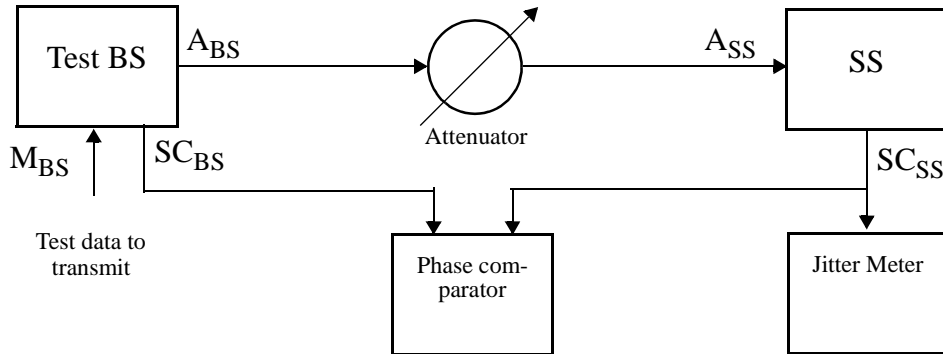 Test BS
A_BS
A_SS
SS
Attenuator
M_BS
SC_BS
SC_SS
Test data to
transmit
Phase com-
parator
Jitter Meter